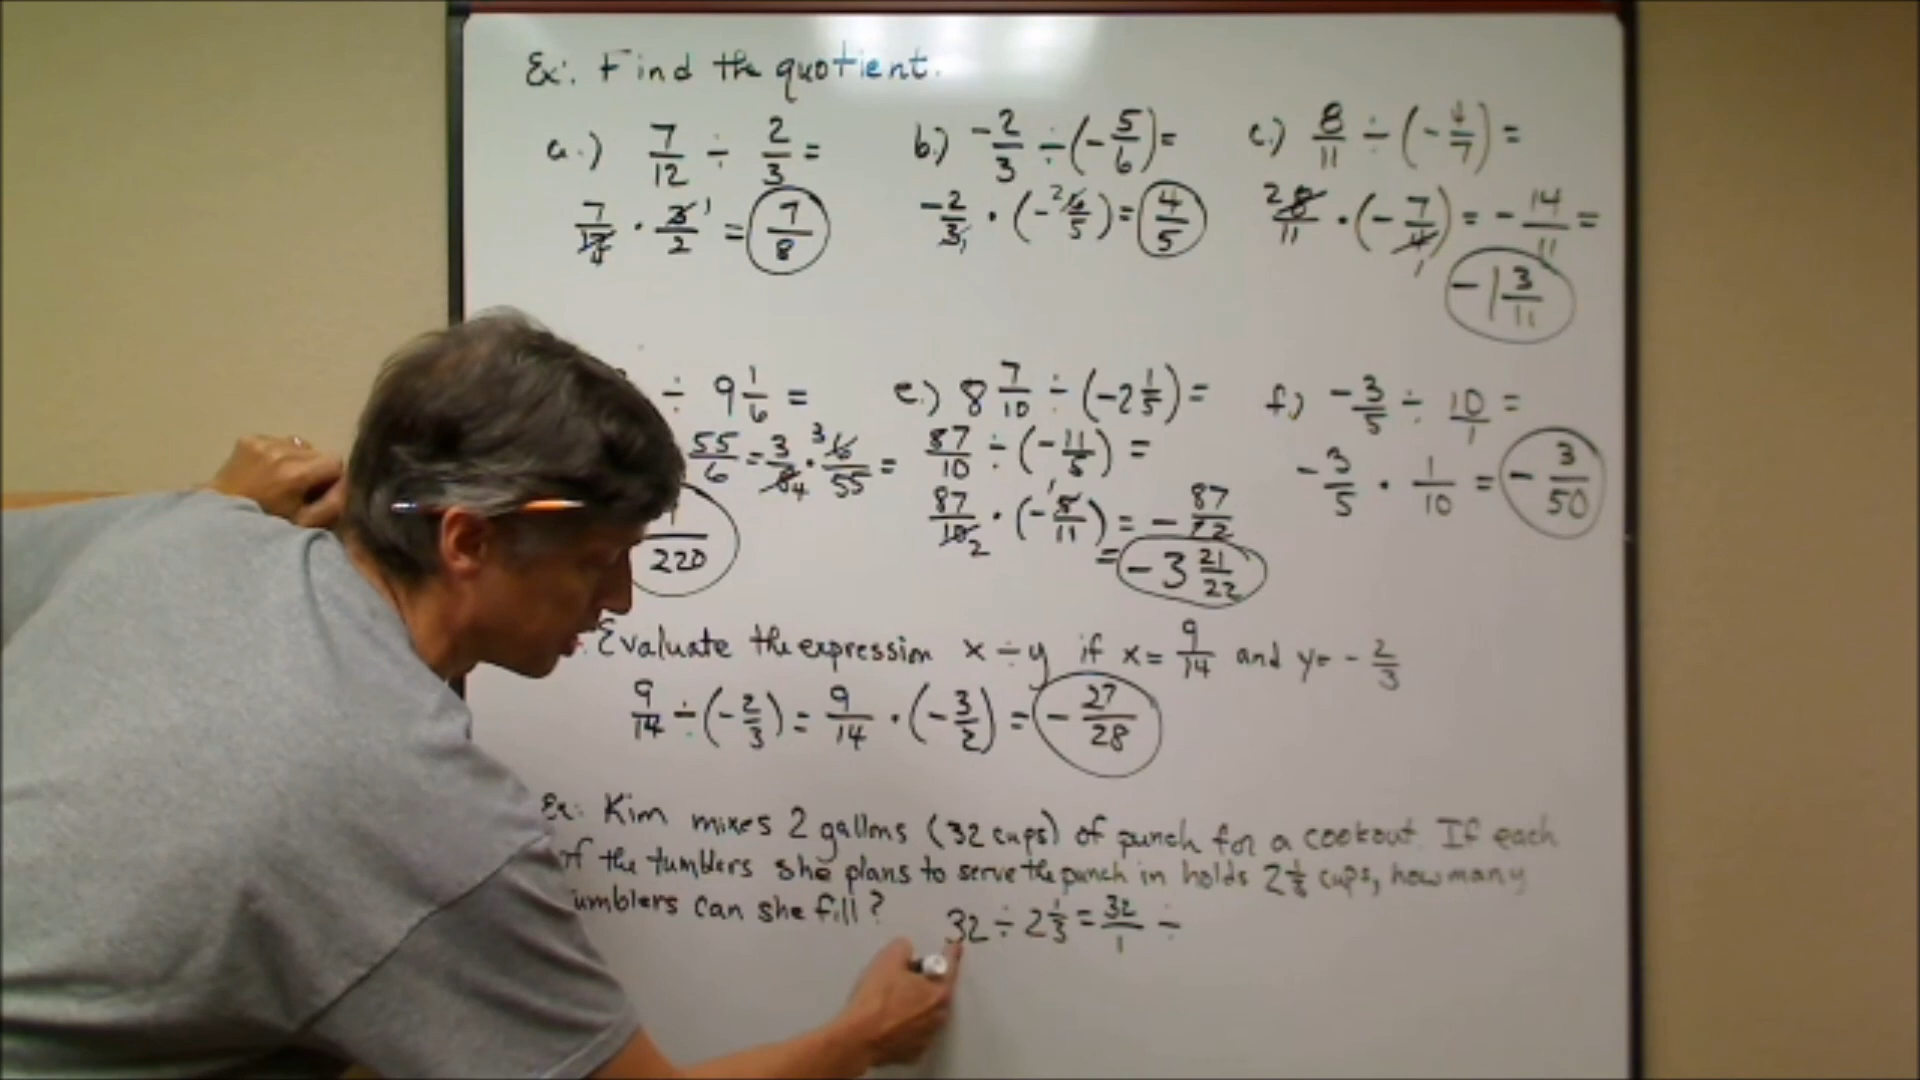 Ex: Find the quotient.
a.) 7/12 ÷ 2/3 =
7/12 · 3/2 = 7/8
b.) -2/3 ÷ (-5/6) =
-2/3 · (-6/5) = 4/5
c.) 8/11 ÷ (-4/7) =
8/11 · (-7/4) = -14/11 =
-1 3/11
÷ 9 1/6 =
55/6 = 3/8 · 6/55 =
220
e.) 8 7/10 ÷ (-2 1/5) =
87/10 ÷ (-11/5) =
87/10 · (-5/11) = -87/22
= -3 21/22
f.) -3/5 ÷ 10/1 =
-3/5 · 1/10 = -3/50
Evaluate the expression x ÷ y if x = 9/14 and y = -2/3
9/14 ÷ (-2/3) = 9/14 · (-3/2) = -27/28
Ex: Kim mixes 2 gallons (32 cups) of punch for a cookout. If each
of the tumblers she plans to serve the punch in holds 2 1/3 cups, how many
umblers can she fill?
32 ÷ 2 1/3 = 32/1 ÷